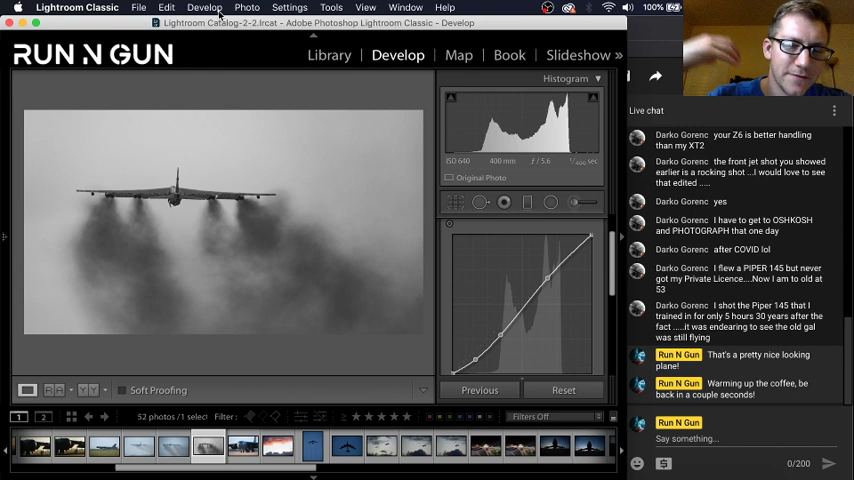 Lightroom Classic File Edit Develop Photo Settings Tools View Window Help 100%
Lightroom Catalog-2-2.lrcat - Adobe Photoshop Lightroom Classic - Develop
RUN N GUN Library | Develop | Map | Book | Slideshow »
Histogram
ISO 640 400 mm f / 5.6 1/400 sec
Original Photo
Previous Reset
Soft Proofing
1 2 52 photos /1 select Filter: Filters Off
Live chat
Darko Gorenc your Z6 is better handling
than my XT2
Darko Gorenc the front jet shot you showed
earlier is a rocking shot ...I would love to see
that edited .....
Darko Gorenc yes
Darko Gorenc I have to get to OSHKOSH
and PHOTOGRAPH that one day
Darko Gorenc after COVID lol
Darko Gorenc I flew a PIPER 145 but never
got my Private Licence....Now I am to old at
53
Darko Gorenc I shot the Piper 145 that I
trained in for only 5 hours 30 years after the
fact .....it was endearing to see the old gal
was still flying
Run N Gun That's a pretty nice looking
plane!
Run N Gun Warming up the coffee, be
back in a couple seconds!
Run N Gun
Say something...
0/200